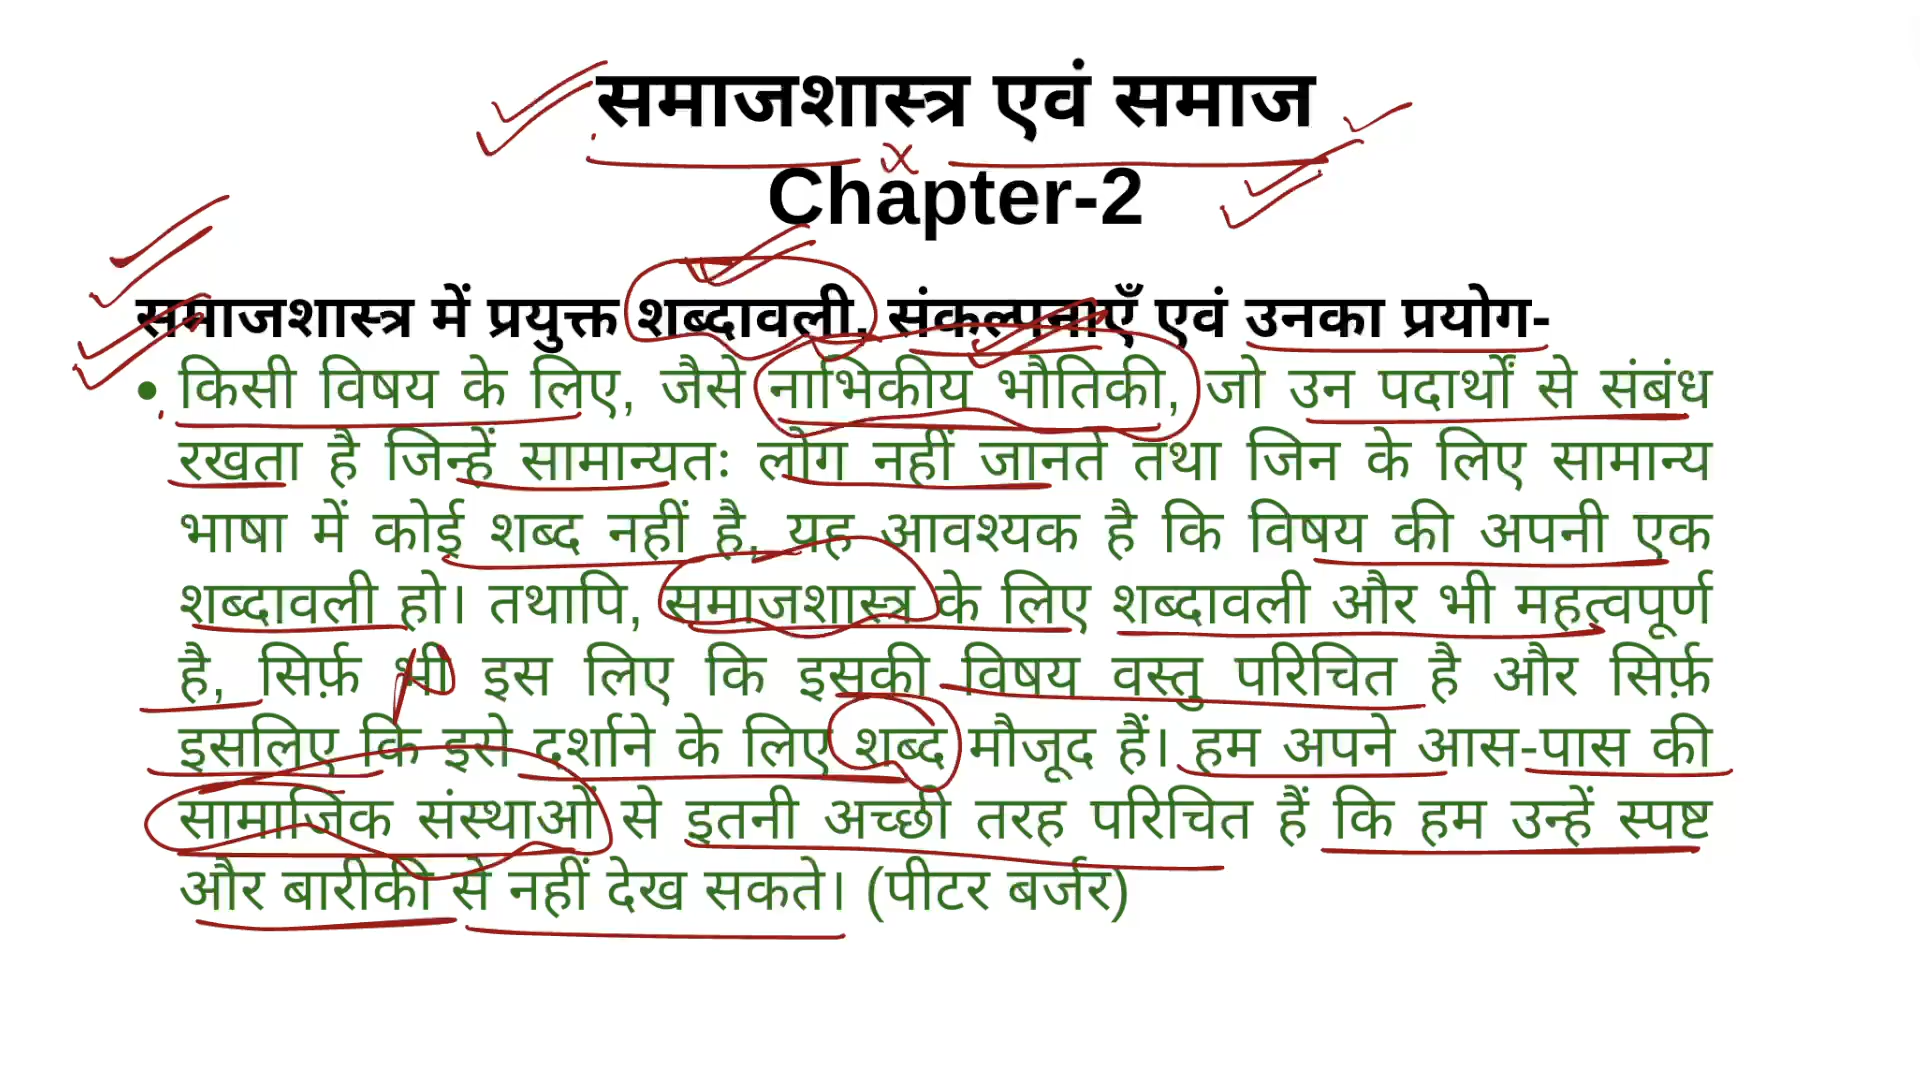 समाजशास्त्र एवं समाज
x
Chapter-2
समाजशास्त्र में प्रयुक्त शब्दावली, संकल्पनाएँ एवं उनका प्रयोग-
• किसी विषय के लिए, जैसे नाभिकीय भौतिकी, जो उन पदार्थों से संबंध
रखता है जिन्हें सामान्यतः लोग नहीं जानते तथा जिन के लिए सामान्य
भाषा में कोई शब्द नहीं है, यह आवश्यक है कि विषय की अपनी एक
शब्दावली हो। तथापि, समाजशास्त्र के लिए शब्दावली और भी महत्वपूर्ण
है, सिर्फ़ भी इस लिए कि इसकी विषय वस्तु परिचित है और सिर्फ़
इसलिए कि इसे दर्शाने के लिए शब्द मौजूद हैं। हम अपने आस-पास की
सामाजिक संस्थाओं से इतनी अच्छी तरह परिचित हैं कि हम उन्हें स्पष्ट
और बारीकी से नहीं देख सकते। (पीटर बर्जर)